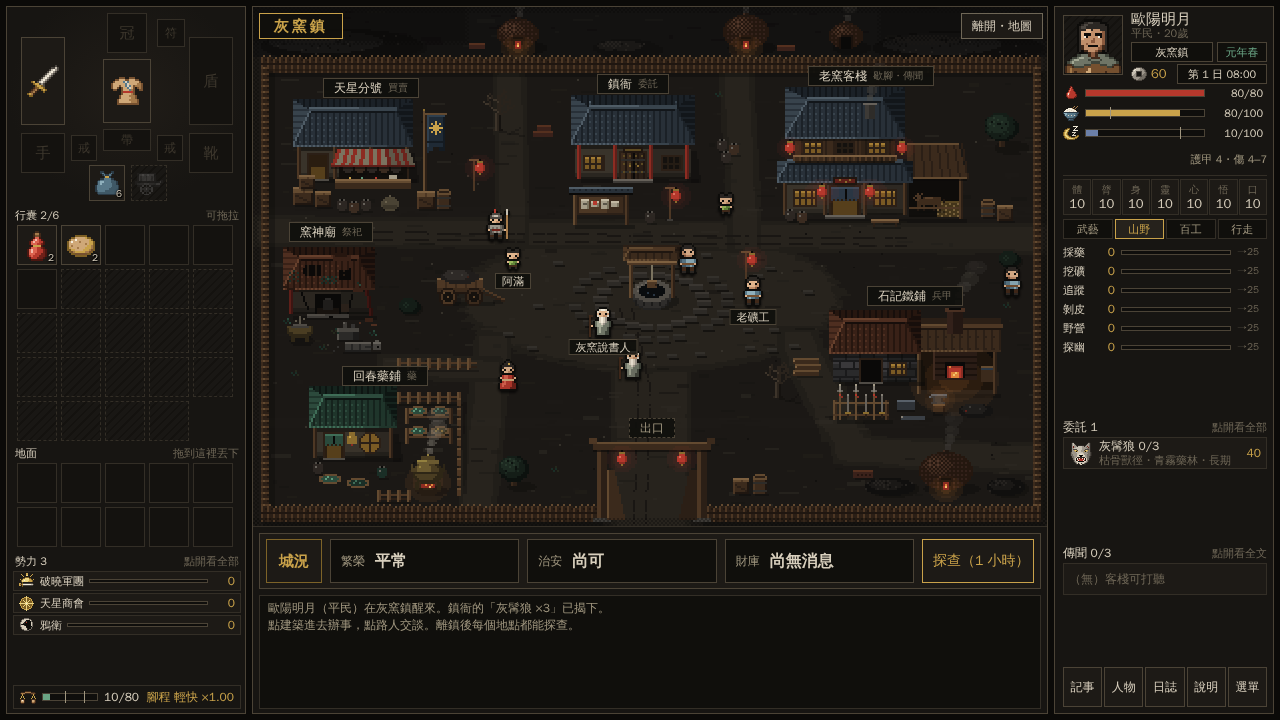 冠
符
盾
手
戒
帶
戒
靴
6
行囊 2/6
可拖拉
2
2
地面
拖到這裡丟下
勢力 3
點開看全部
破曉軍團 0
天星商會 0
鴉衛 0
10/80 腳程 輕快 ×1.00
灰窯鎮
離開・地圖
天星分號 買賣
鎮衙 委託
老窯客棧 歇腳・傳聞
窯神廟 祭祀
阿滿
老礦工
灰窯說書人
石記鐵鋪 兵甲
回春藥鋪 藥
出口
城況
繁榮 平常
治安 尚可
財庫 尚無消息
探查（1 小時）
歐陽明月（平民）在灰窯鎮醒來。鎮衙的「灰鬃狼 ×3」已揭下。
點建築進去辦事，點路人交談。離鎮後每個地點都能探查。
歐陽明月
平民・20歲
灰窯鎮
元年春
60
第 1 日 08:00
80/80
80/100
10/100
護甲 4・傷 4–7
體 膂 身 靈 心 悟 口
10 10 10 10 10 10 10
武藝 山野 百工 行走
採藥 0 →25
挖礦 0 →25
追蹤 0 →25
剝皮 0 →25
野營 0 →25
探幽 0 →25
委託 1
點開看全部
灰鬃狼 0/3
枯骨獸徑・青霧藥林・長期
40
傳聞 0/3
點開看全文
（無）客棧可打聽
記事 人物 日誌 說明 選單